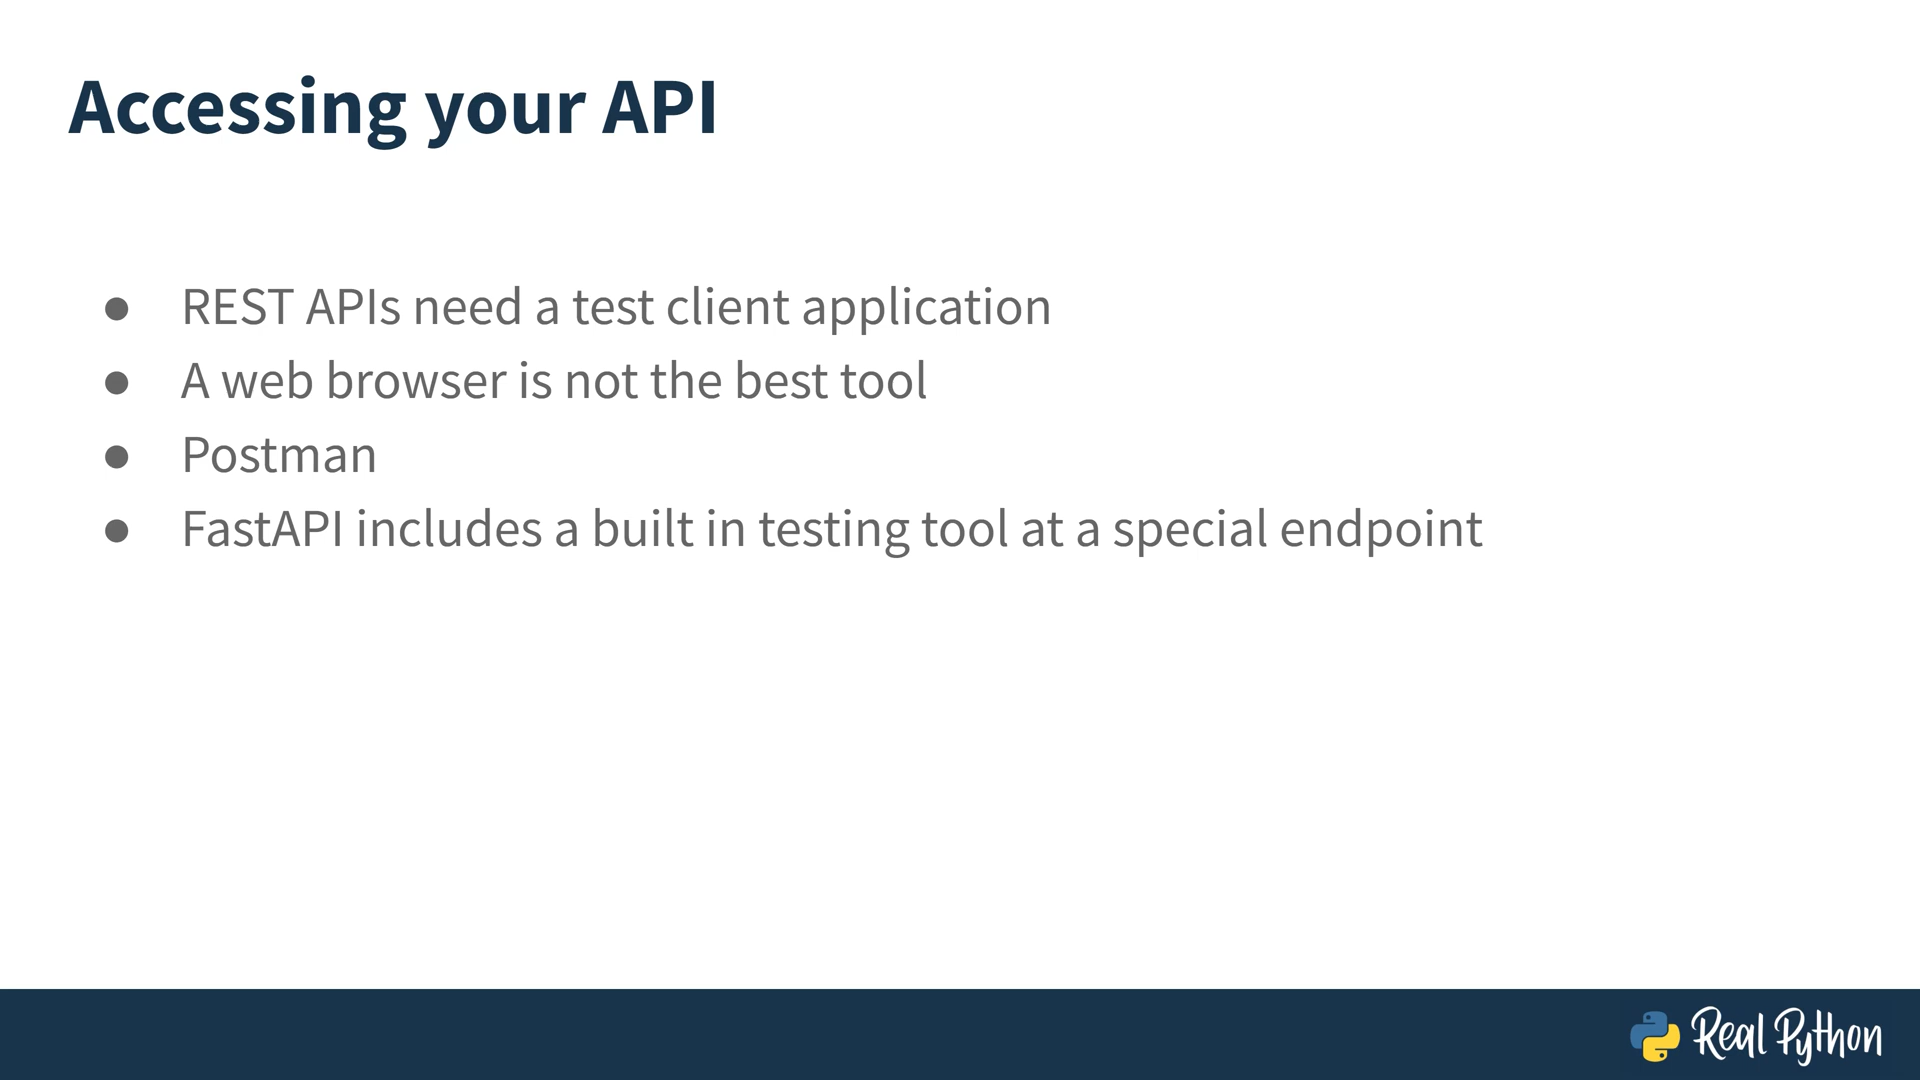 Accessing your API
● REST APIs need a test client application
● A web browser is not the best tool
● Postman
● FastAPI includes a built in testing tool at a special endpoint
Real Python